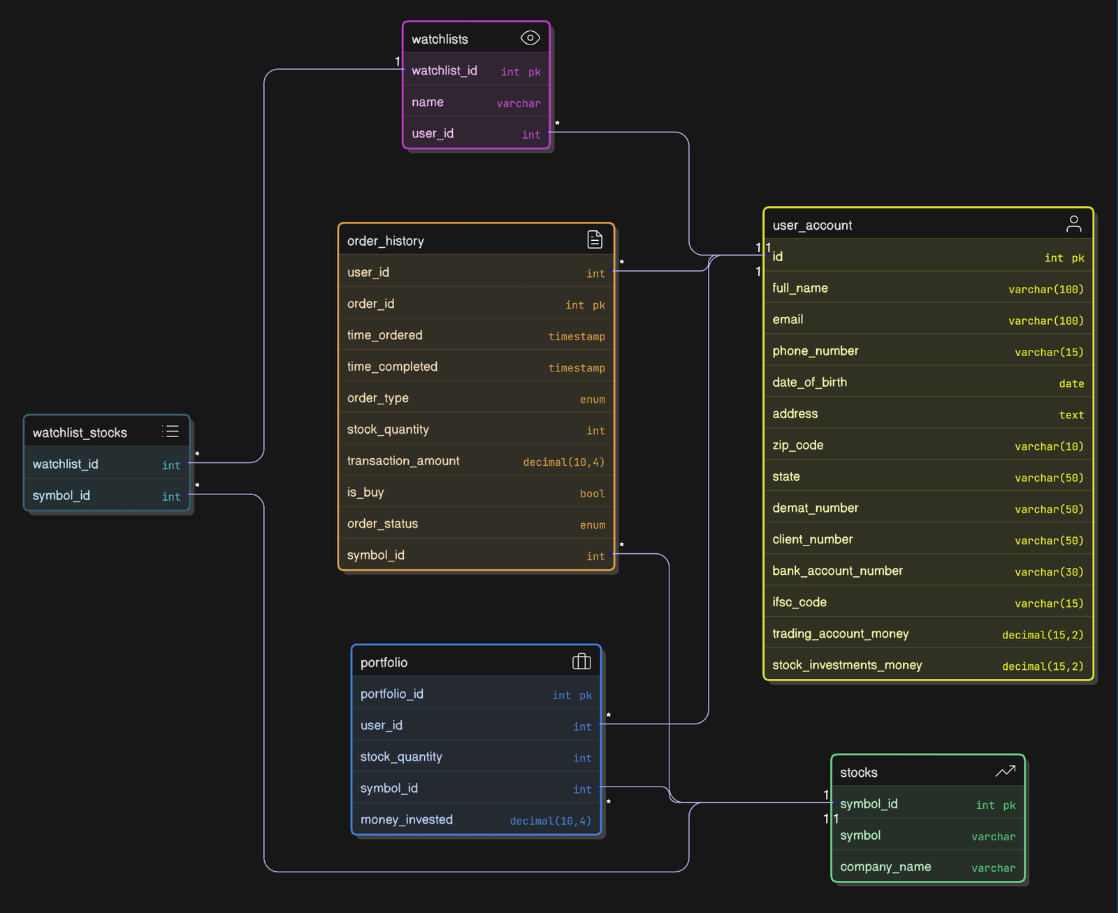 watchlists
1
watchlist_id int pk
name varchar
*
user_id int
user_account
order_history
1 1
id int pk
*
user_id int
1
full_name varchar(100)
order_id int pk
email varchar(100)
time_ordered timestamp
phone_number varchar(15)
time_completed timestamp
date_of_birth date
order_type enum
address text
watchlist_stocks
stock_quantity int
zip_code varchar(10)
*
watchlist_id int
transaction_amount decimal(10,4)
state varchar(50)
*
symbol_id int
is_buy bool
demat_number varchar(50)
order_status enum
client_number varchar(50)
*
symbol_id int
bank_account_number varchar(30)
ifsc_code varchar(15)
trading_account_money decimal(15,2)
portfolio
stock_investments_money decimal(15,2)
portfolio_id int pk
*
user_id int
stock_quantity int
stocks
symbol_id int
1
*
symbol_id int pk
money_invested decimal(10,4)
1 1
symbol varchar
company_name varchar